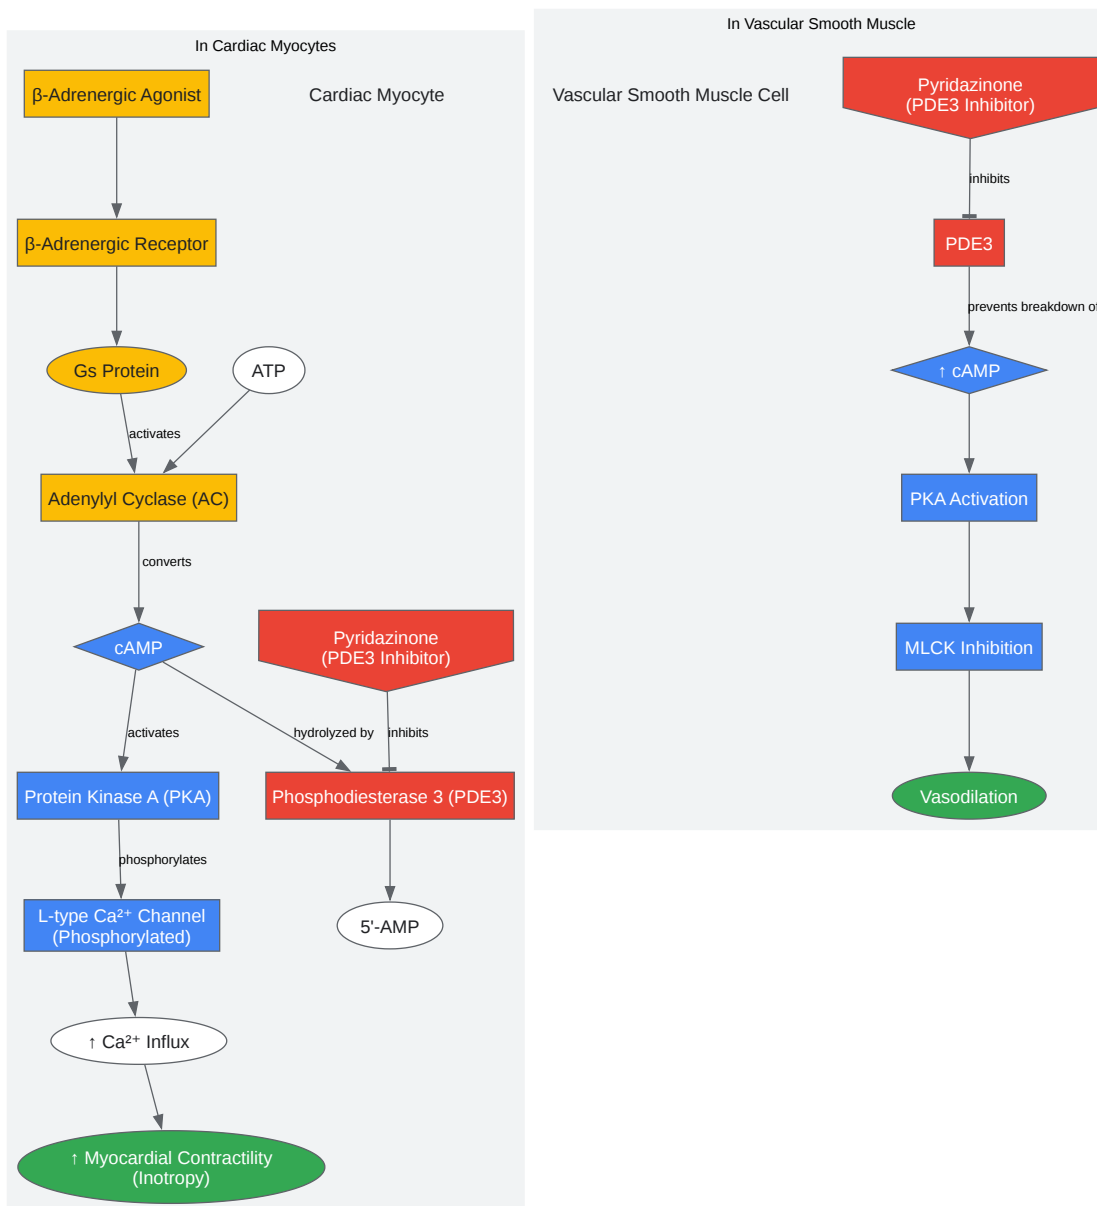 In Cardiac Myocytes
β-Adrenergic Agonist
Cardiac Myocyte
β-Adrenergic Receptor
Gs Protein
ATP
activates
Adenylyl Cyclase (AC)
converts
cAMP
Pyridazinone
(PDE3 Inhibitor)
activates
hydrolyzed by
inhibits
Protein Kinase A (PKA)
Phosphodiesterase 3 (PDE3)
phosphorylates
L-type Ca²⁺ Channel
(Phosphorylated)
5'-AMP
↑ Ca²⁺ Influx
↑ Myocardial Contractility
(Inotropy)
In Vascular Smooth Muscle
Vascular Smooth Muscle Cell
Pyridazinone
(PDE3 Inhibitor)
inhibits
PDE3
prevents breakdown of
↑ cAMP
PKA Activation
MLCK Inhibition
Vasodilation